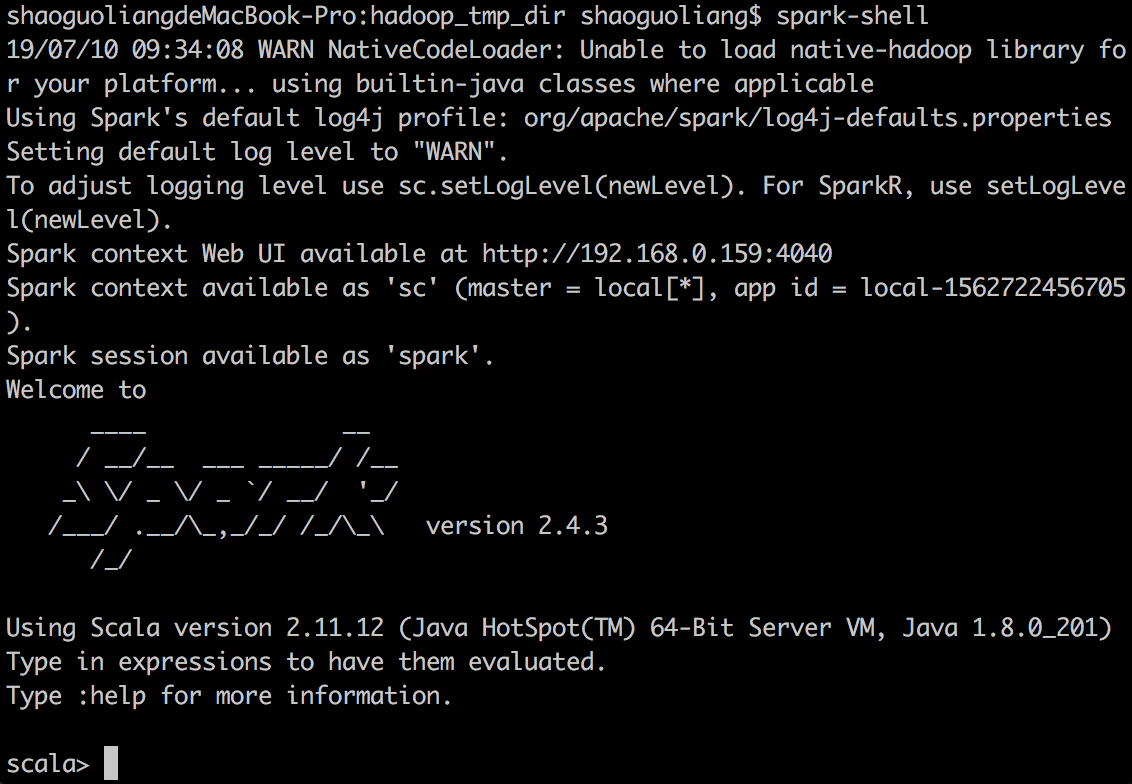 shaoguoliangdeMacBook-Pro:hadoop_tmp_dir shaoguoliang$ spark-shell
19/07/10 09:34:08 WARN NativeCodeLoader: Unable to load native-hadoop library fo
r your platform... using builtin-java classes where applicable
Using Spark's default log4j profile: org/apache/spark/log4j-defaults.properties
Setting default log level to "WARN".
To adjust logging level use sc.setLogLevel(newLevel). For SparkR, use setLogLeve
l(newLevel).
Spark context Web UI available at http://192.168.0.159:4040
Spark context available as 'sc' (master = local[*], app id = local-1562722456705
).
Spark session available as 'spark'.
Welcome to
      ____              __
     / __/__  ___ _____/ /__
    _\ \/ _ \/ _ `/ __/  '_/
   /___/ .__/\_,_/_/ /_/\_\   version 2.4.3
      /_/

Using Scala version 2.11.12 (Java HotSpot(TM) 64-Bit Server VM, Java 1.8.0_201)
Type in expressions to have them evaluated.
Type :help for more information.

scala>